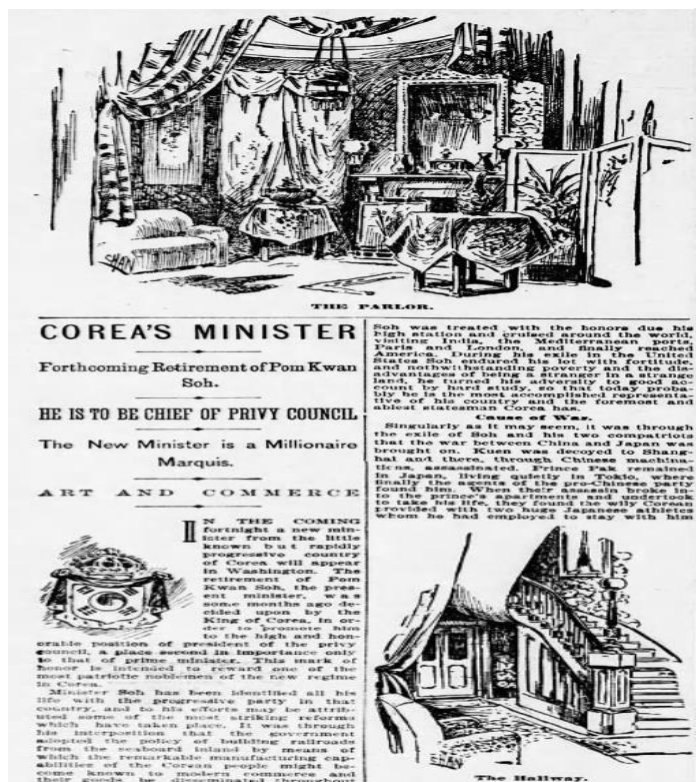 CHAN
THE PARLOR.
COREA'S MINISTER
Forthcoming Retirement of Pom Kwan
Soh.
HE IS TO BE CHIEF OF PRIVY COUNCIL
The New Minister is a Millionaire
Marquis.
ART AND COMMERCE
IN THE COMING
fortnight a new min-
ister from the little
known but rapidly
progressive country
of Corea will appear
in Washington. The
retirement of Pom
Kwan Soh, the pres-
ent minister, was
some months ago de-
cided upon by the
King of Corea, in or-
der to promote him
to the high and hon-
orable position of president of the privy
council, a place second in importance only
to that of prime minister. This mark of
honor is intended to reward one of the
most patriotic noblemen of the new regime
in Corea.
Minister Soh has been identified all his
life with the progressive party in that
country, and to his efforts may be attrib-
uted some of the most striking reforms
which have taken place. It was through
his interposition that the government
adopted the policy of building railroads
from the seaboard inland by means of
which the remarkable manufacturing cap-
abilities of the Corean people might be-
come known to modern commerce and
their goods be disseminated throughout
Soh was treated with the honors due his
high station and cruised around the world,
visiting India, the Mediterranean ports,
Paris and London, and finally reached
America. During his exile in the United
States Soh endured his lot with fortitude,
and nothwithstanding poverty and the dis-
advantages of being a stranger in a strange
land, he turned his adversity to good ac-
count by hard study, so that today proba-
bly he is the most accomplished representa-
tive of his country and the foremost and
ablest statesman Corea has.
Cause of War.
Singularly as it may seem, it was through
the exile of Soh and his two compatriots
that the war between China and Japan was
brought on. Kuen was decoyed to Shang-
hai and there, through Chinese machina-
tions, assassinated. Prince Pak remained
in Japan, living quietly in Tokio, where
finally the agents of the pro-Chinese party
found him. When their assassin broke in-
to the prince's apartments and undertook
to take his life, they found the wily Corean
provided with two huge Japanese athletes
whom he had employed to stay with him
CHAN
The Hallway.